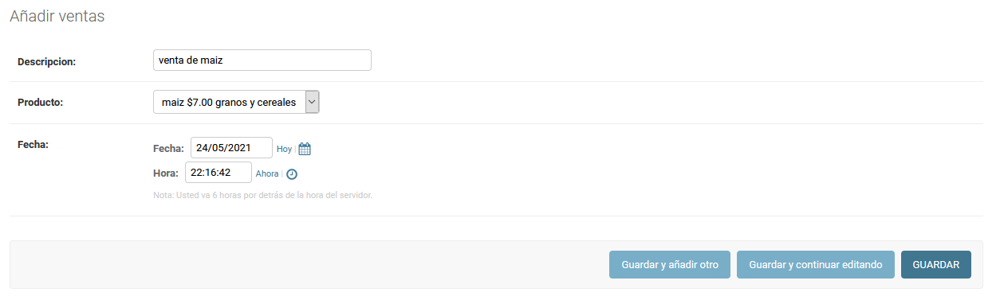 Añadir ventas
Descripcion: venta de maiz
Producto: maiz $7.00 granos y cereales
Fecha:
Fecha: 24/05/2021 Hoy |
Hora: 22:16:42 Ahora |
Nota: Usted va 6 horas por detrás de la hora del servidor.
Guardar y añadir otro Guardar y continuar editando GUARDAR